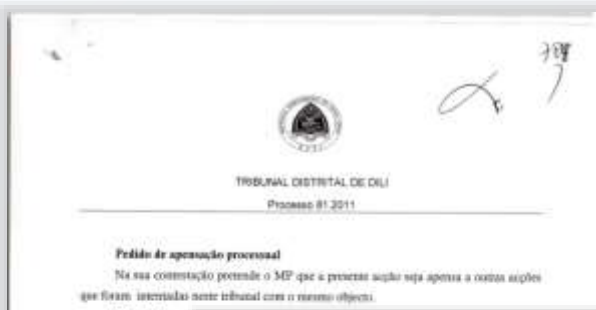 TRIBUNAL DISTRITAL DE DILI
Processo 81.2011
Pedido de apensação processual
Na sua contestação pretende o MP que a presente acção seja apensa a outras acções
que foram intentadas neste tribunal com o mesmo objecto.